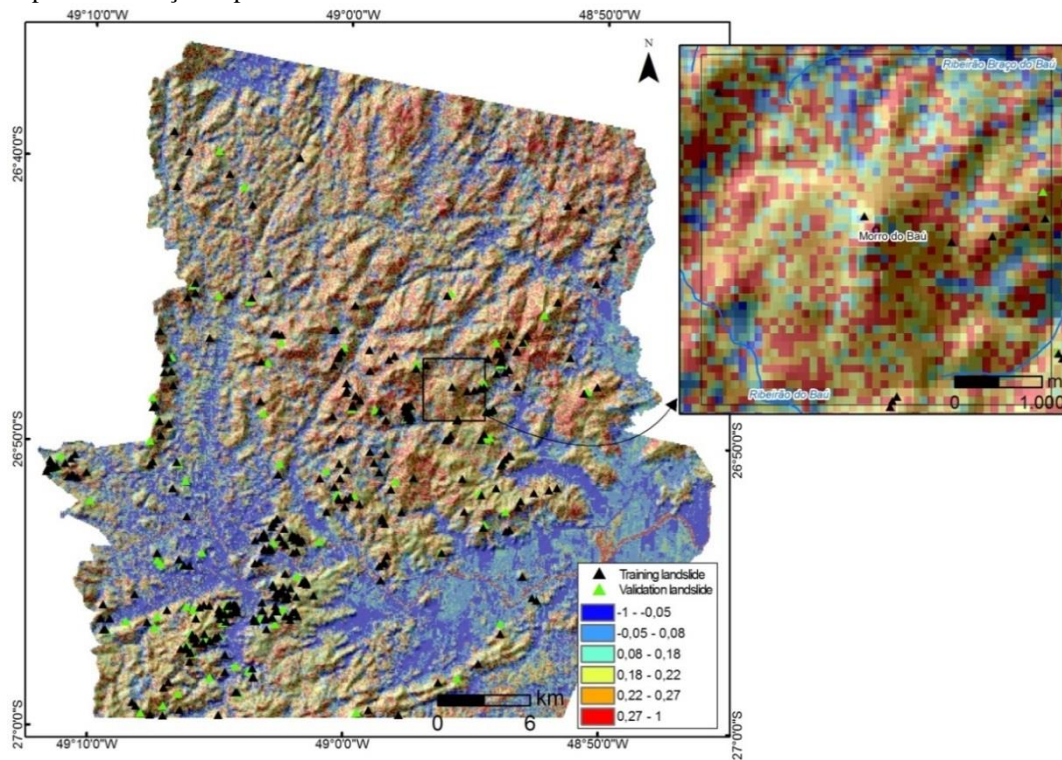 49°10'0"W
49°0'0"W
48°50'0"W
N
26°40'0"S
26°40'0"S
Ribeirão Braço do Baú
Morro do Baú
Ribeirão do Baú
m
0
1.000
26°50'0"S
26°50'0"S
Training landslide
Validation landslide
-1 - -0,05
-0,05 - 0,08
0,08 - 0,18
0,18 - 0,22
0,22 - 0,27
0,27 - 1
km
0
6
27°0'0"S
27°0'0"S
49°10'0"W
49°0'0"W
48°50'0"W